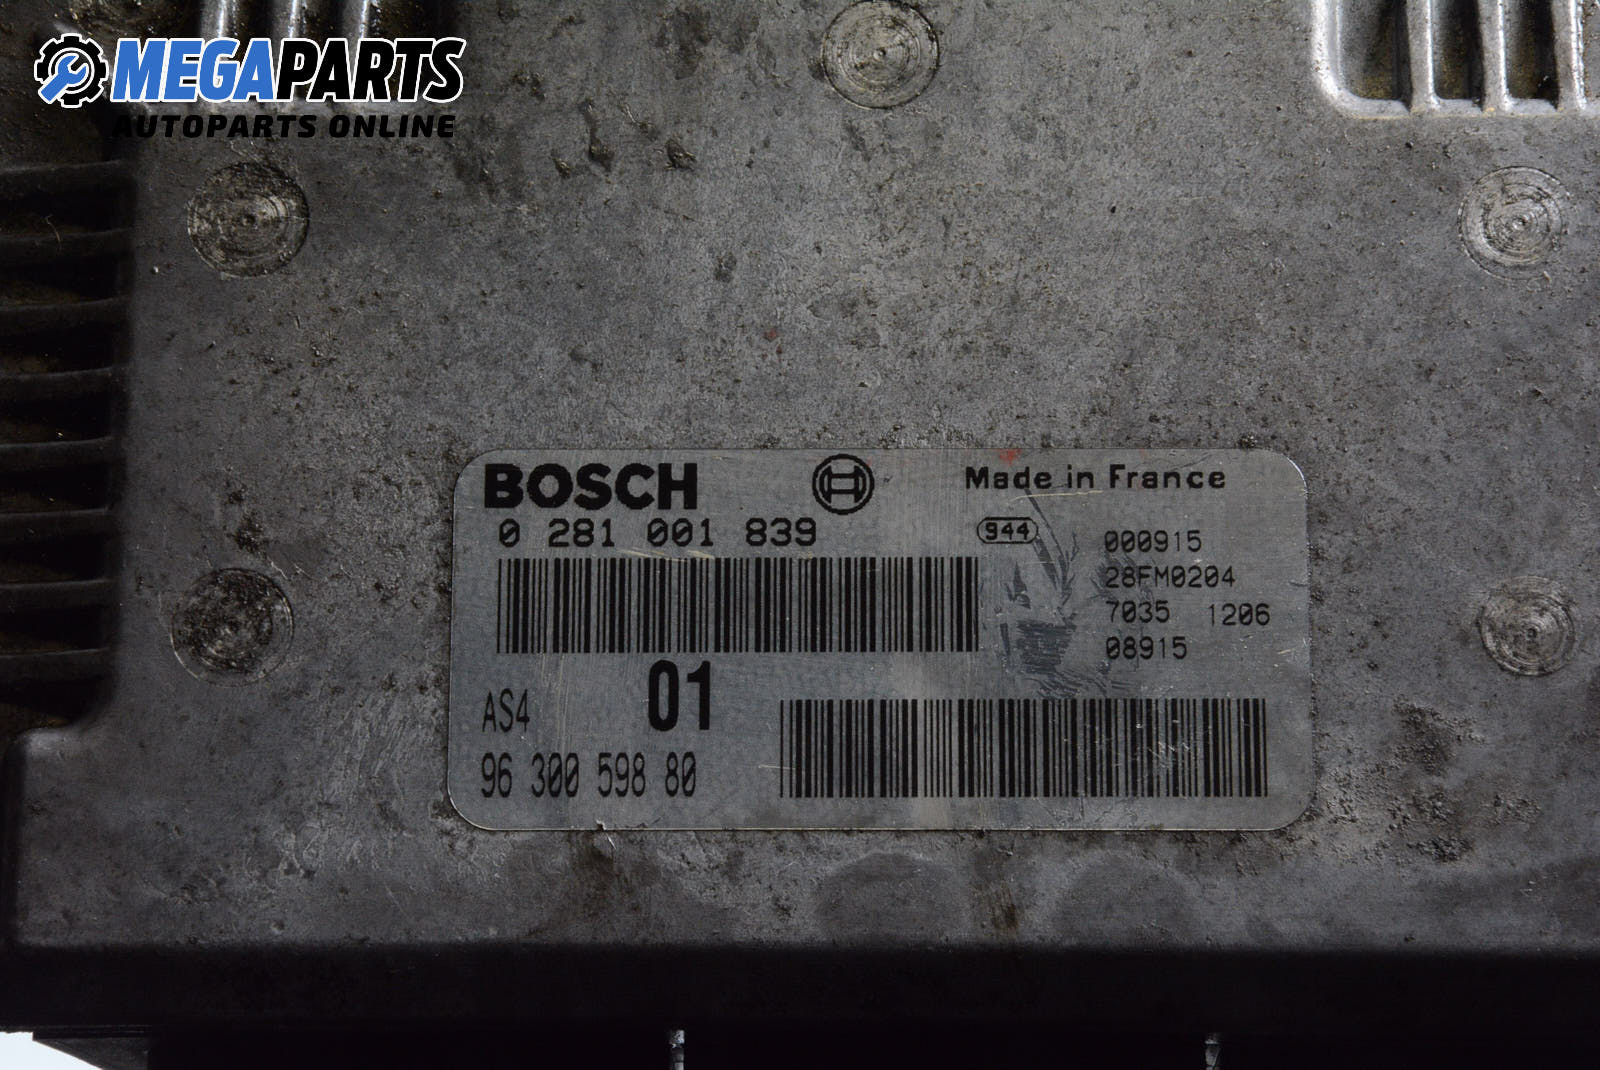 MEGAPARTS
AUTOPARTS ONLINE
BOSCH
Made in France
0 281 001 839
944
000915
28FM0204
7035 1206
08915
AS4
01
96 300 598 80